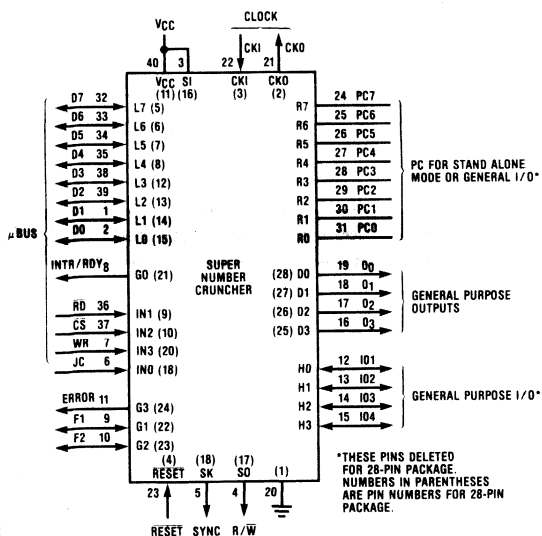 CLOCK
VCC
CKI CKO
40 3 22 21
VCC SI CKI CKO
(11) (16) (3) (2)
D7 32 L7 (5)
D6 33 L6 (6)
D5 34 L5 (7)
D4 35 L4 (8)
D3 38 L3 (12)
D2 39 L2 (13)
D1 1 L1 (14)
D0 2 L0 (15)
μBUS
INTR/RDY 8 G0 (21)
RD 36 IN1 (9)
CS 37 IN2 (10)
WR 7 IN3 (20)
JC 6 IN0 (18)
ERROR 11 G3 (24)
F1 9 G1 (22)
F2 10 G2 (23)
SUPER
NUMBER
CRUNCHER
R7 24 PC7
R6 25 PC6
R5 26 PC5
R4 27 PC4
R3 28 PC3
R2 29 PC2
R1 30 PC1
R0 31 PC0
PC FOR STAND ALONE
MODE OR GENERAL I/O*
(28) D0 19 O0
(27) D1 18 O1
(26) D2 17 O2
(25) D3 16 O3
GENERAL PURPOSE
OUTPUTS
H0 12 IO1
H1 13 IO2
H2 14 IO3
H3 15 IO4
GENERAL PURPOSE I/O*
(4) (18) (17) (1)
RESET SK SO
23 5 4 20
RESET SYNC R/W
*THESE PINS DELETED
FOR 28-PIN PACKAGE.
NUMBERS IN PARENTHESES
ARE PIN NUMBERS FOR 28-PIN
PACKAGE.